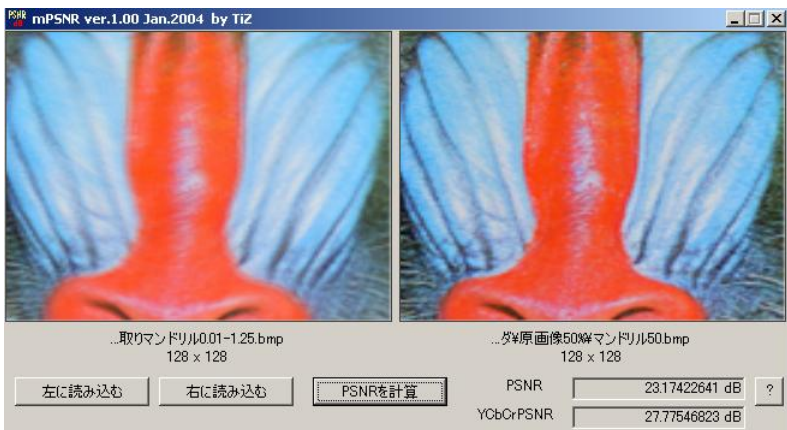 PSNR dB mPSNR ver.1.00 Jan.2004 by TiZ
...取りマンドリル0.01-1.25.bmp
128 x 128
...ダ¥原画像50%¥マンドリル50.bmp
128 x 128
左に読み込む
右に読み込む
PSNRを計算
PSNR 23.17422641 dB
?
YCbCrPSNR 27.77546823 dB